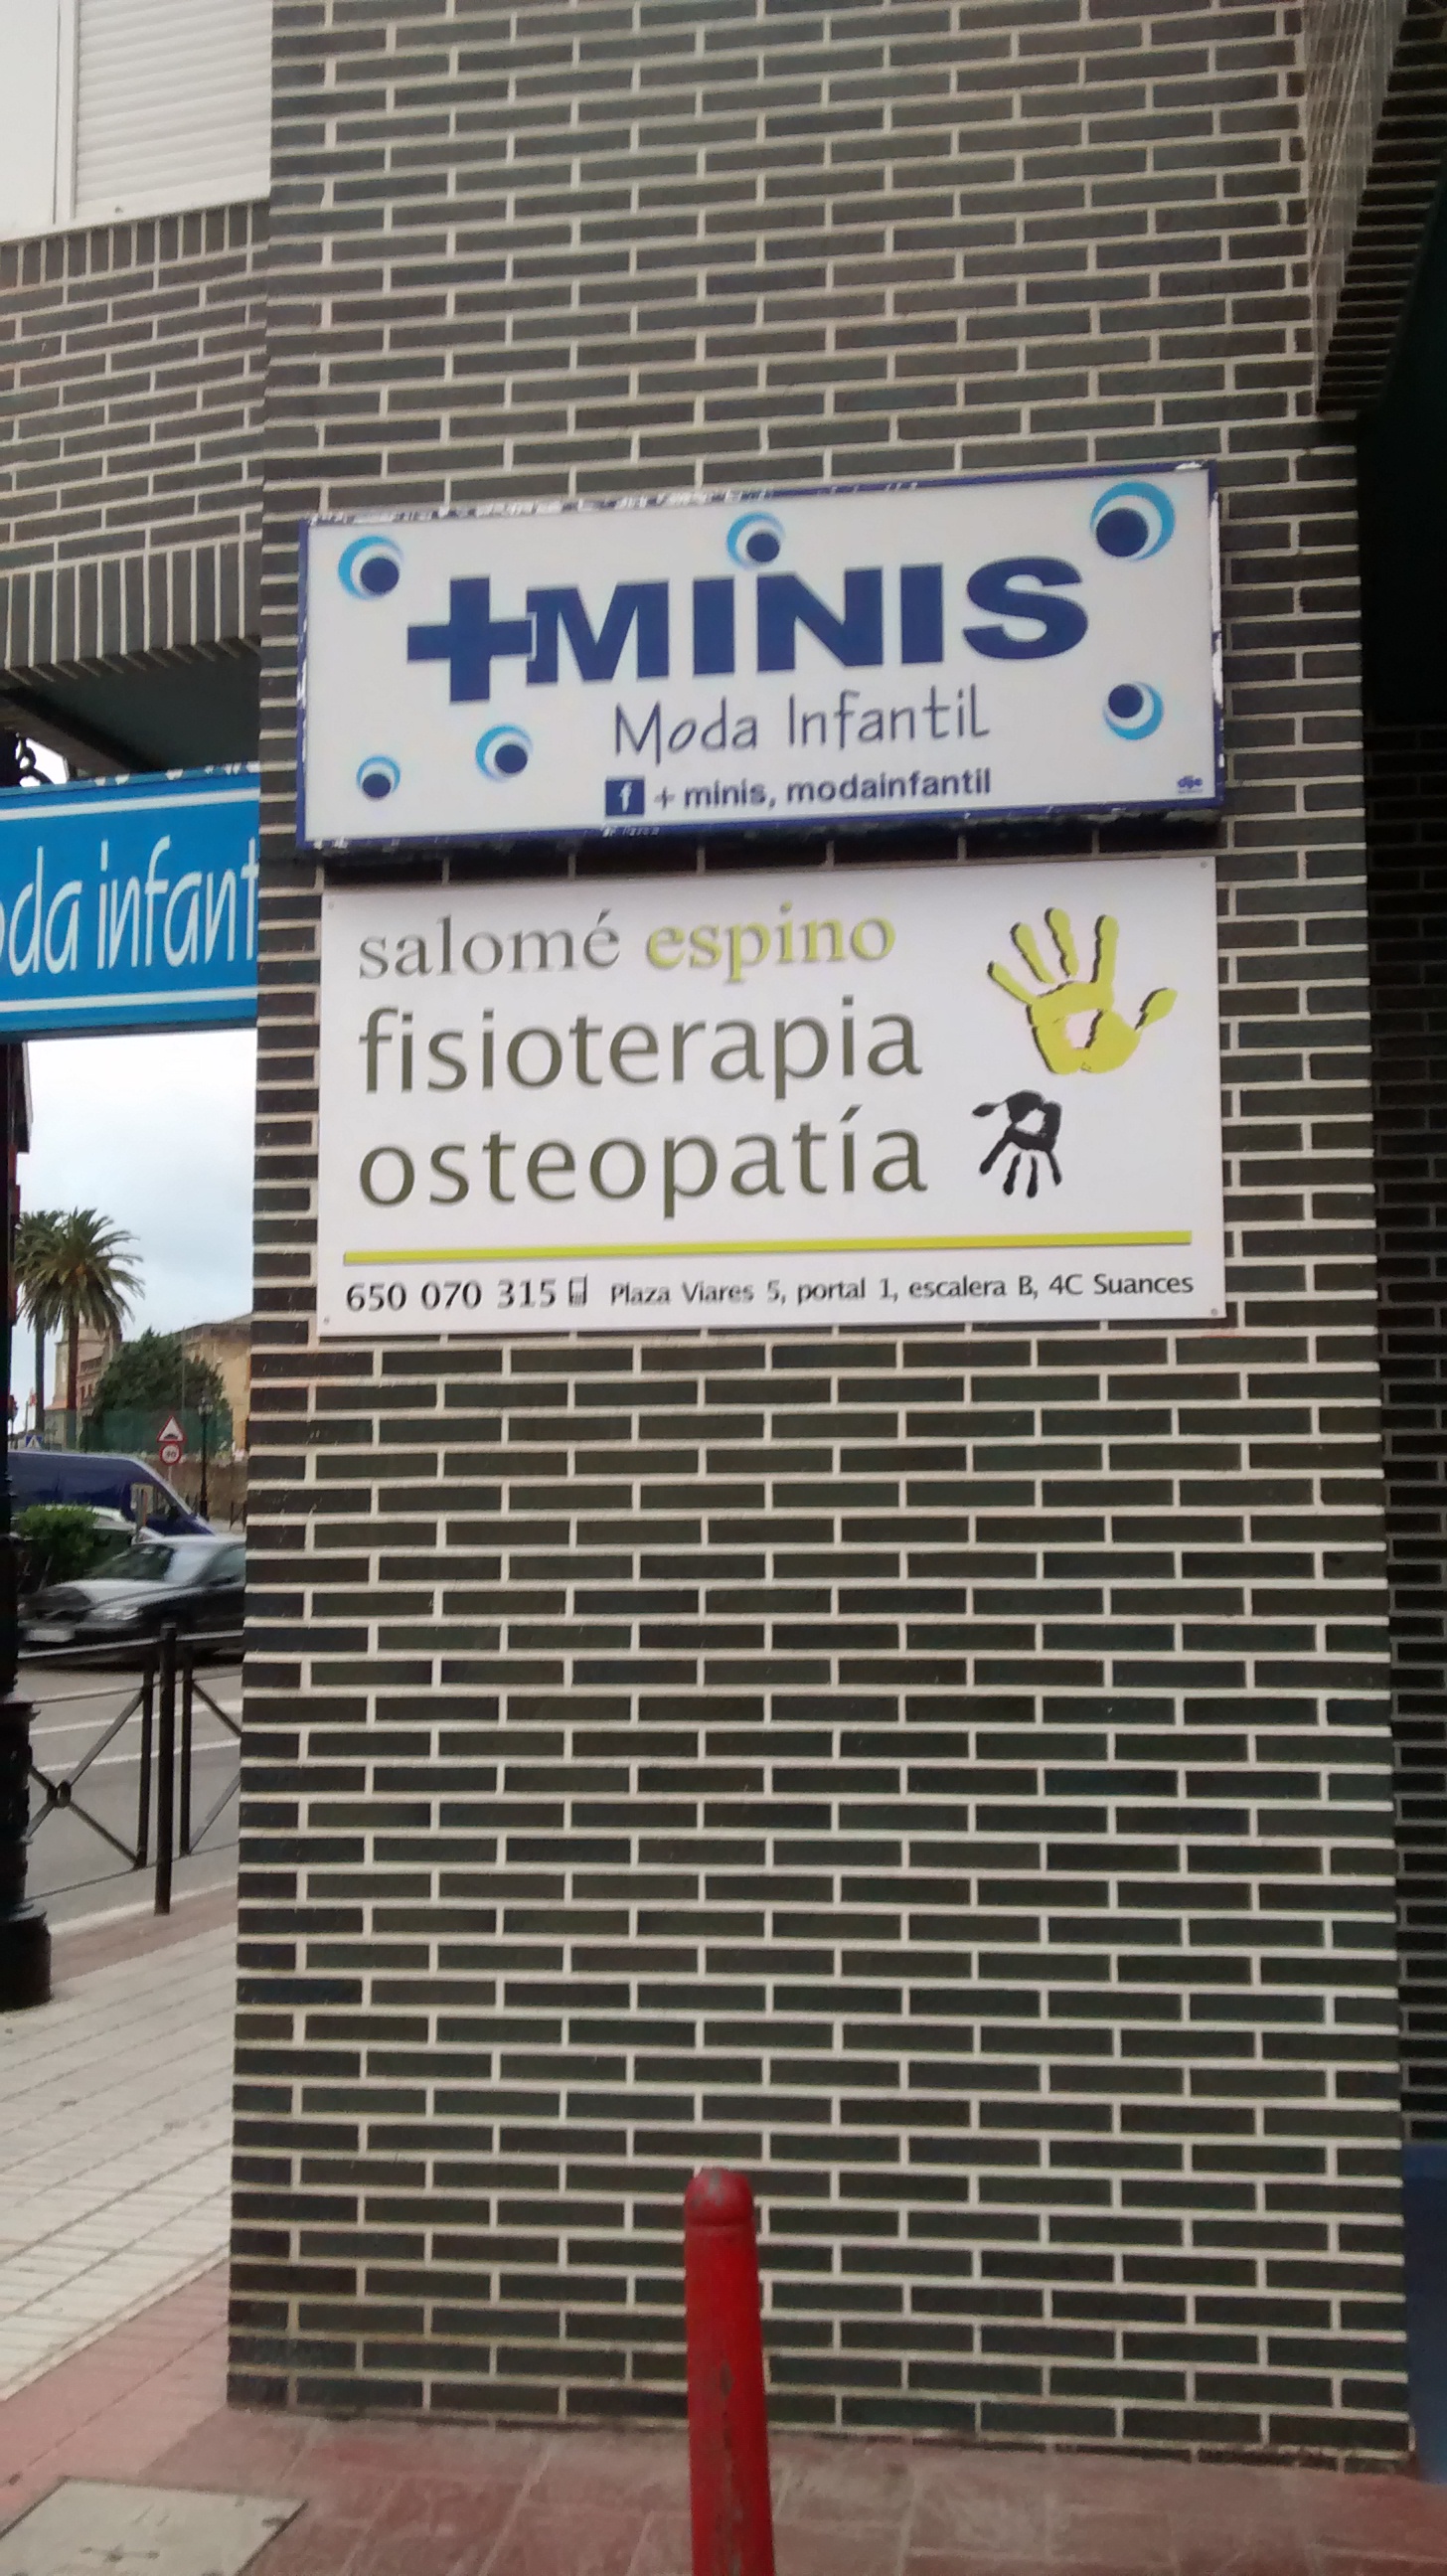 +MINIS
Moda Infantil
f + minis, modainfantil
dije
oda infant
salomé espino
fisioterapia
osteopatía
650 070 315 Plaza Viares 5, portal 1, escalera B, 4C Suances